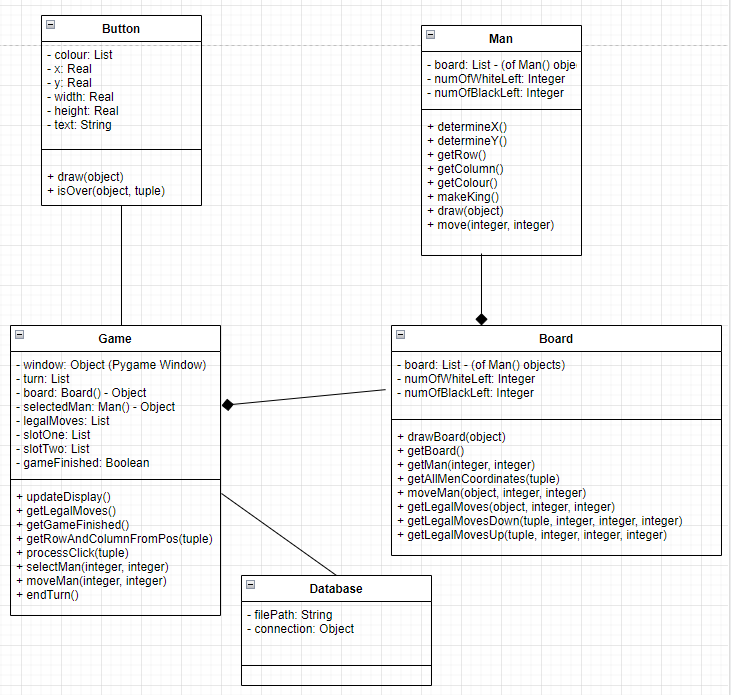 Button
- colour: List
- x: Real
- y: Real
- width: Real
- height: Real
- text: String
+ draw(object)
+ isOver(object, tuple)
Man
- board: List - (of Man() obje
- numOfWhiteLeft: Integer
- numOfBlackLeft: Integer
+ determineX()
+ determineY()
+ getRow()
+ getColumn()
+ getColour()
+ makeKing()
+ draw(object)
+ move(integer, integer)
Game
- window: Object (Pygame Window)
- turn: List
- board: Board() - Object
- selectedMan: Man() - Object
- legalMoves: List
- slotOne: List
- slotTwo: List
- gameFinished: Boolean
+ updateDisplay()
+ getLegalMoves()
+ getGameFinished()
+ getRowAndColumnFromPos(tuple)
+ processClick(tuple)
+ selectMan(integer, integer)
+ moveMan(integer, integer)
+ endTurn()
Board
- board: List - (of Man() objects)
- numOfWhiteLeft: Integer
- numOfBlackLeft: Integer
+ drawBoard(object)
+ getBoard()
+ getMan(integer, integer)
+ getAllMenCoordinates(tuple)
+ moveMan(object, integer, integer)
+ getLegalMoves(object, integer, integer)
+ getLegalMovesDown(tuple, integer, integer, integer)
+ getLegalMovesUp(tuple, integer, integer, integer)
Database
- filePath: String
- connection: Object